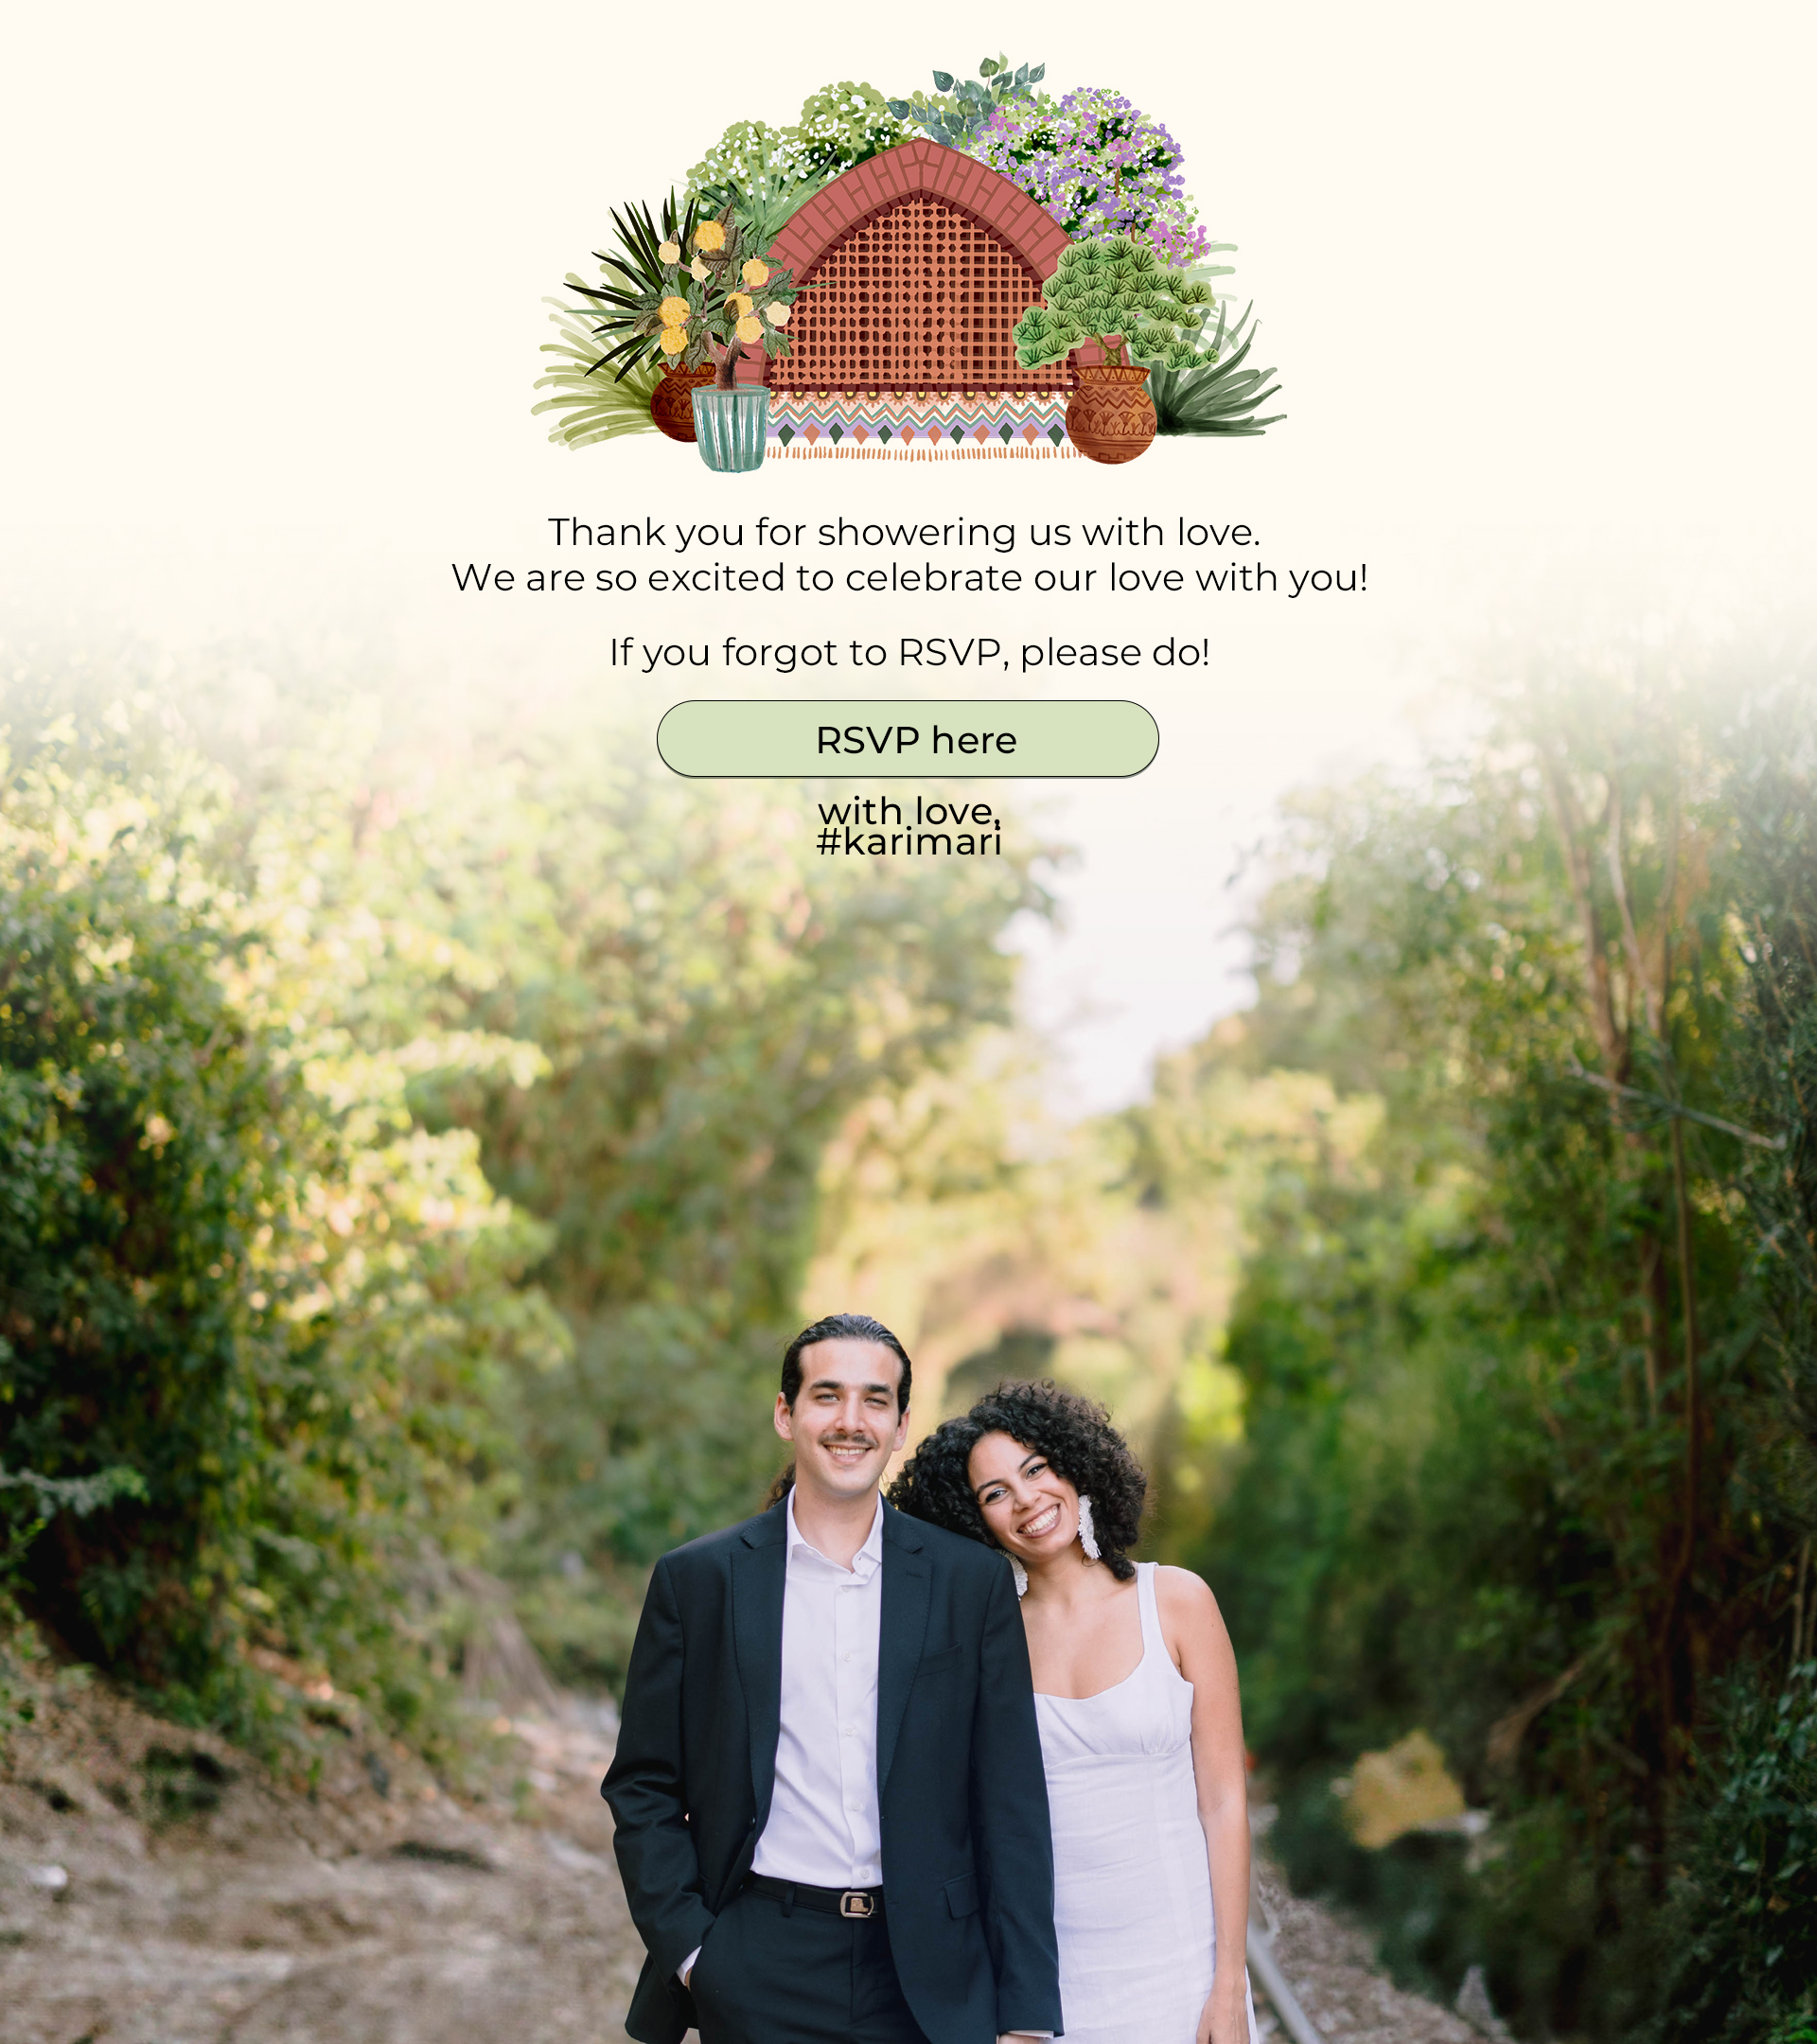 Thank you for showering us with love.
We are so excited to celebrate our love with you!
If you forgot to RSVP, please do!
RSVP here
with love,
#karimari